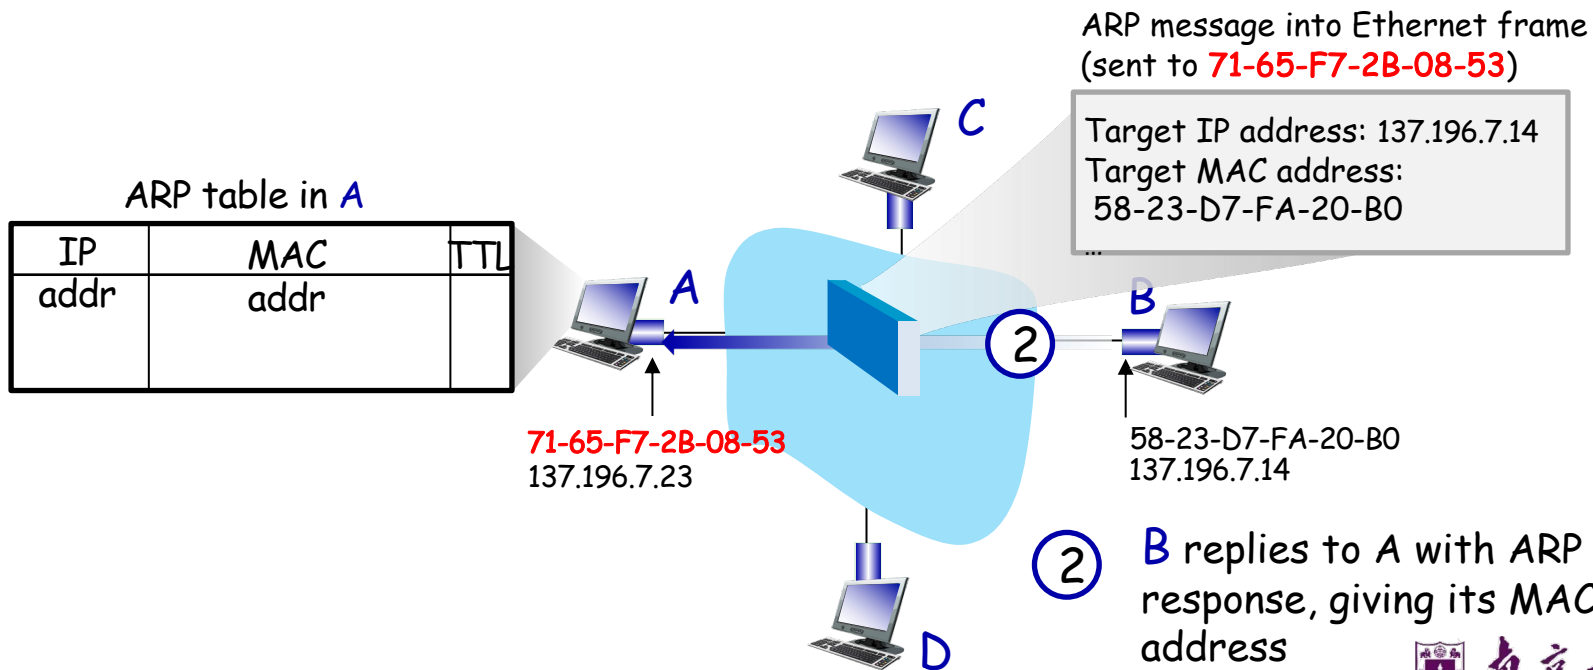 ARP message into Ethernet frame
(sent to 71-65-F7-2B-08-53)
C
Target IP address: 137.196.7.14
Target MAC address:
58-23-D7-FA-20-B0
...
ARP table in A
IP MAC TTL
addr addr
A
B
2
71-65-F7-2B-08-53
137.196.7.23
58-23-D7-FA-20-B0
137.196.7.14
2 B replies to A with ARP
response, giving its MAC
address
D
南京